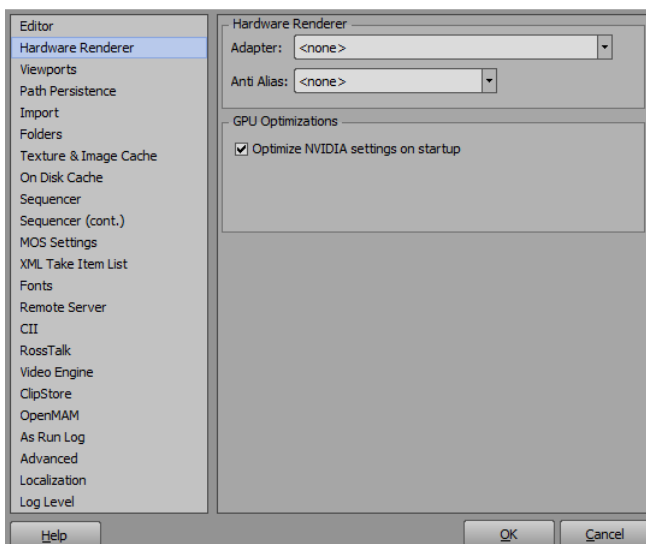 Editor
Hardware Renderer
Viewports
Path Persistence
Import
Folders
Texture & Image Cache
On Disk Cache
Sequencer
Sequencer (cont.)
MOS Settings
XML Take Item List
Fonts
Remote Server
CII
RossTalk
Video Engine
ClipStore
OpenMAM
As Run Log
Advanced
Localization
Log Level
Hardware Renderer
Adapter: <none>
Anti Alias: <none>
GPU Optimizations
Optimize NVIDIA settings on startup
Help OK Cancel